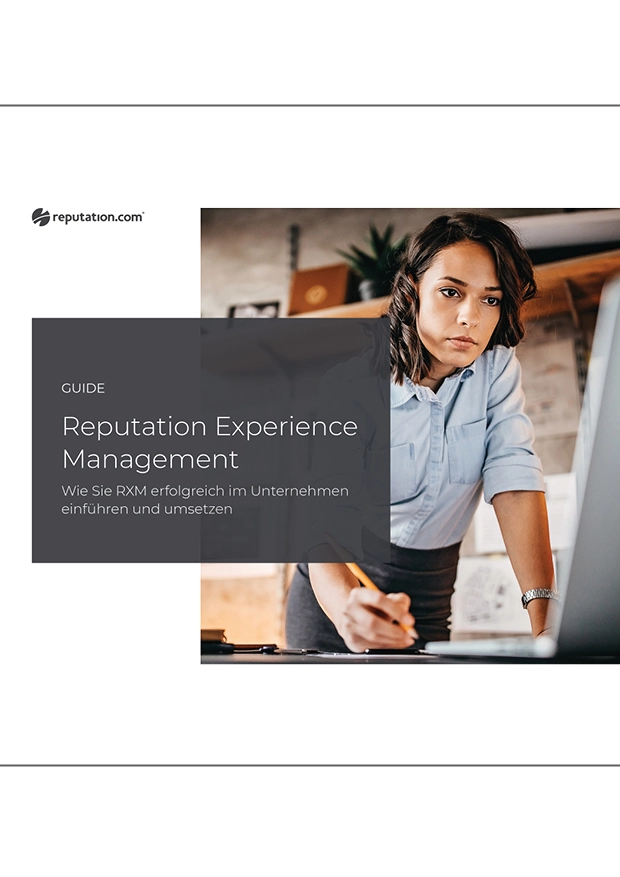 reputation.com
GUIDE
Reputation Experience
Management
Wie Sie RXM erfolgreich im Unternehmen
einführen und umsetzen